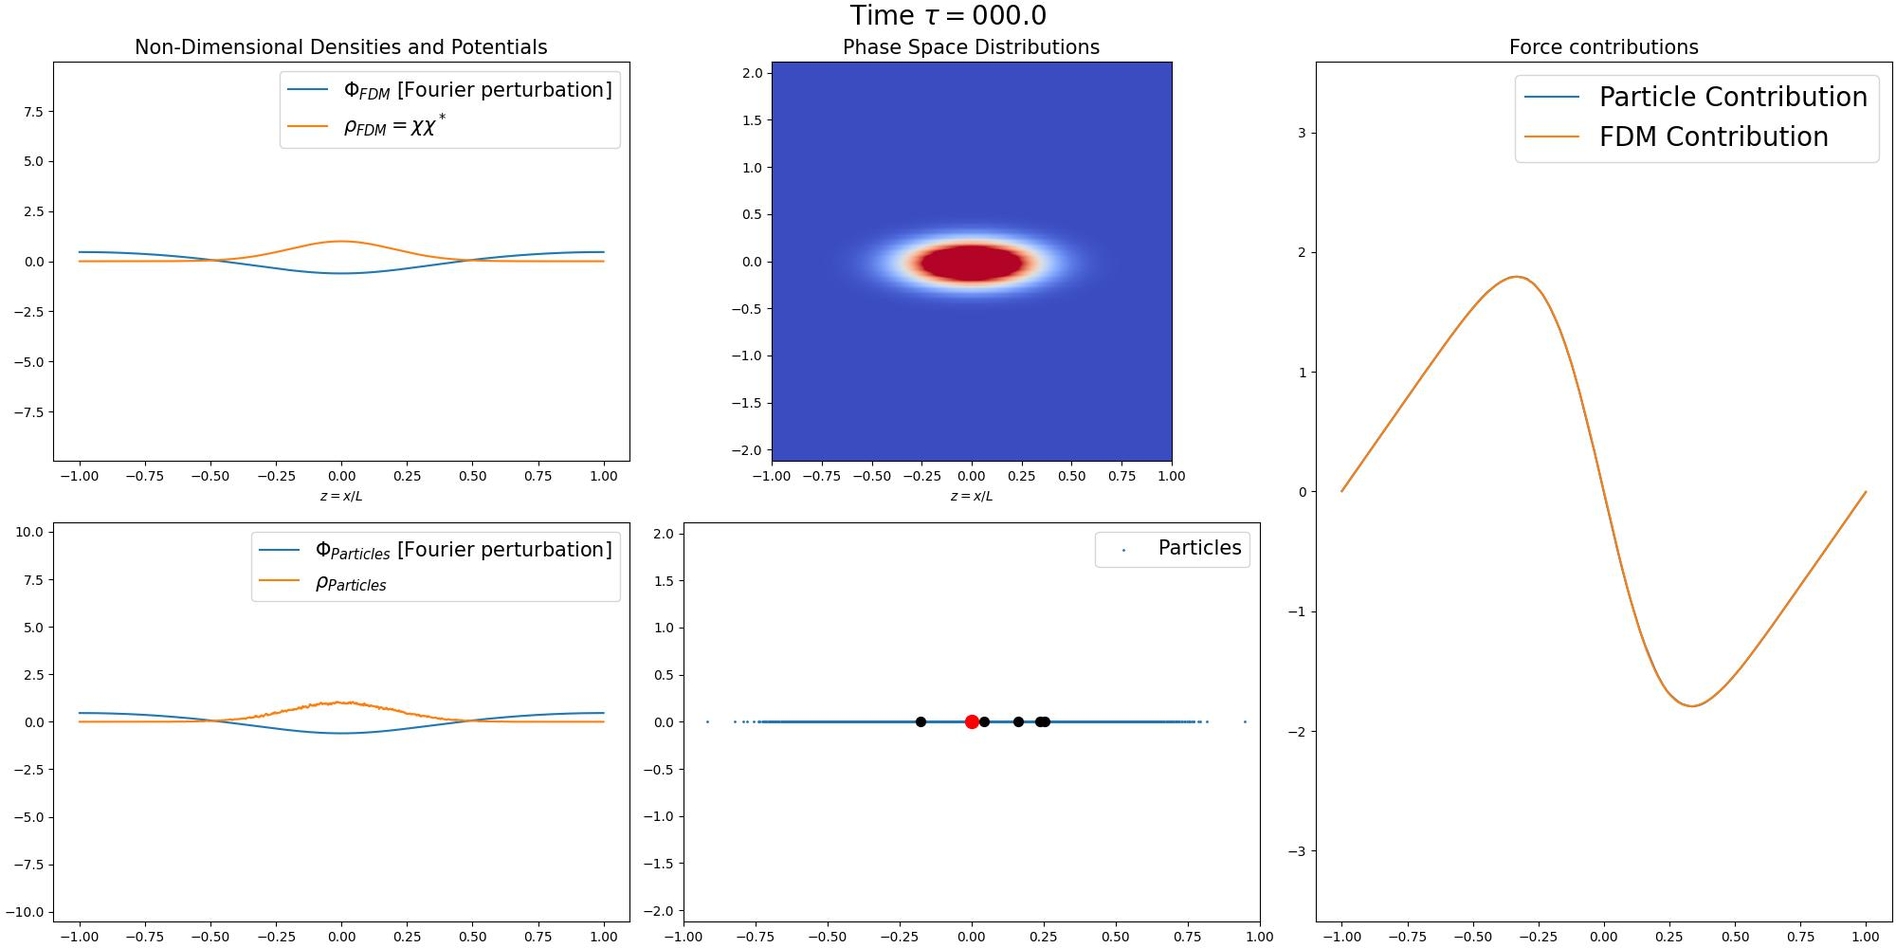 Time τ = 000.0
Non-Dimensional Densities and Potentials
Φ_FDM [Fourier perturbation]
ρ_FDM = χχ*
7.5
5.0
2.5
0.0
−2.5
−5.0
−7.5
−1.00 −0.75 −0.50 −0.25 0.00 0.25 0.50 0.75 1.00
z = x/L
Phase Space Distributions
2.0
1.5
1.0
0.5
0.0
−0.5
−1.0
−1.5
−2.0
−1.00 −0.75 −0.50 −0.25 0.00 0.25 0.50 0.75 1.00
z = x/L
Force contributions
Particle Contribution
FDM Contribution
3
2
1
0
−1
−2
−3
−1.00 −0.75 −0.50 −0.25 0.00 0.25 0.50 0.75 1.00
Φ_Particles [Fourier perturbation]
ρ_Particles
10.0
7.5
5.0
2.5
0.0
−2.5
−5.0
−7.5
−10.0
−1.00 −0.75 −0.50 −0.25 0.00 0.25 0.50 0.75 1.00
Particles
2.0
1.5
1.0
0.5
0.0
−0.5
−1.0
−1.5
−2.0
−1.00 −0.75 −0.50 −0.25 0.00 0.25 0.50 0.75 1.00